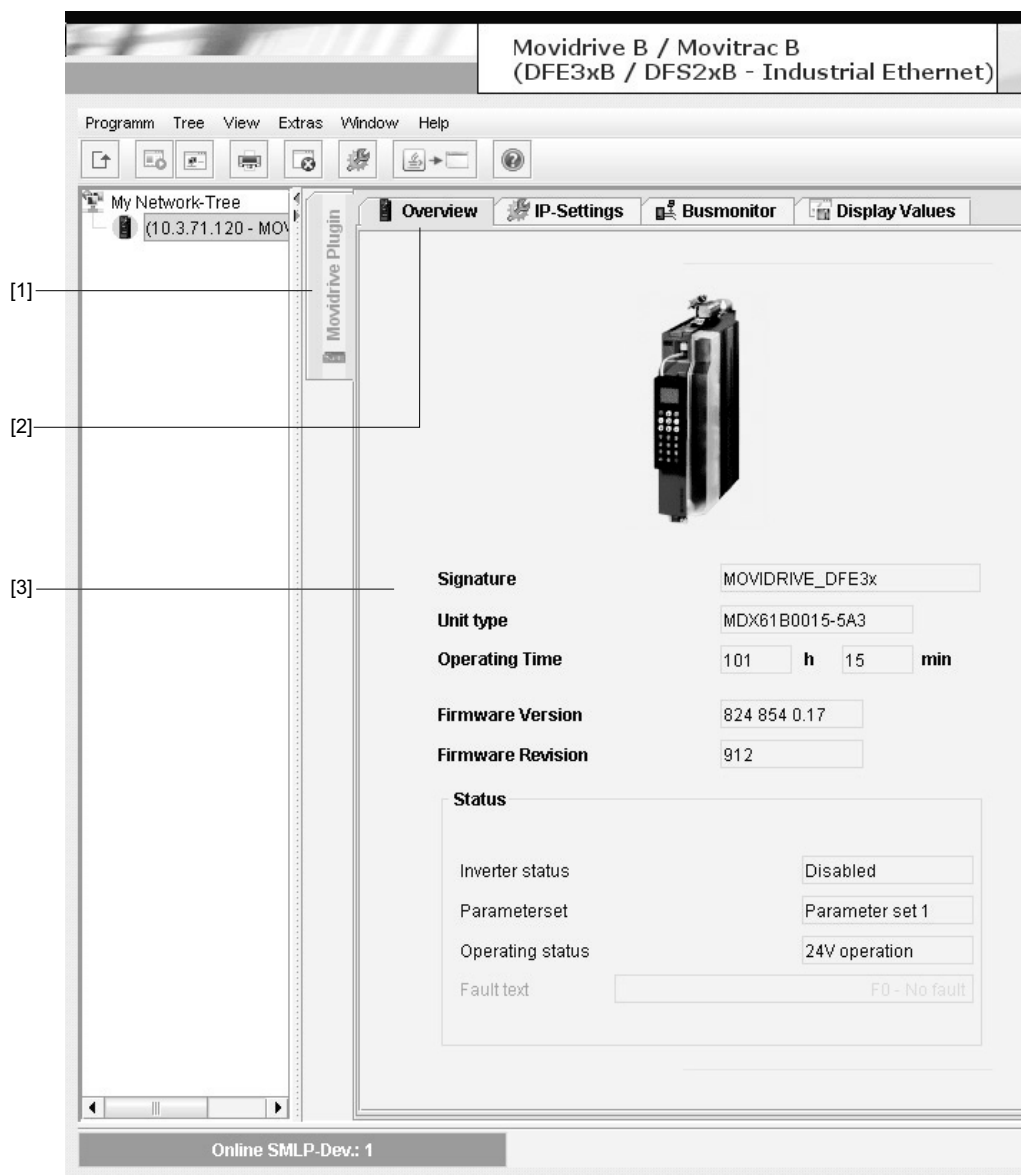 Movidrive B / Movitrac B
(DFE3xB / DFS2xB - Industrial Ethernet)
Programm Tree View Extras Window Help
My Network-Tree
(10.3.71.120 - MOV
Movidrive Plugin
Overview IP-Settings Busmonitor Display Values
[1]
[2]
[3]
Signature MOVIDRIVE_DFE3x
Unit type MDX61B0015-5A3
Operating Time 101 h 15 min
Firmware Version 824 854 0.17
Firmware Revision 912
Status
Inverter status Disabled
Parameterset Parameter set 1
Operating status 24V operation
Fault text F0 - No fault
Online SMLP-Dev.: 1